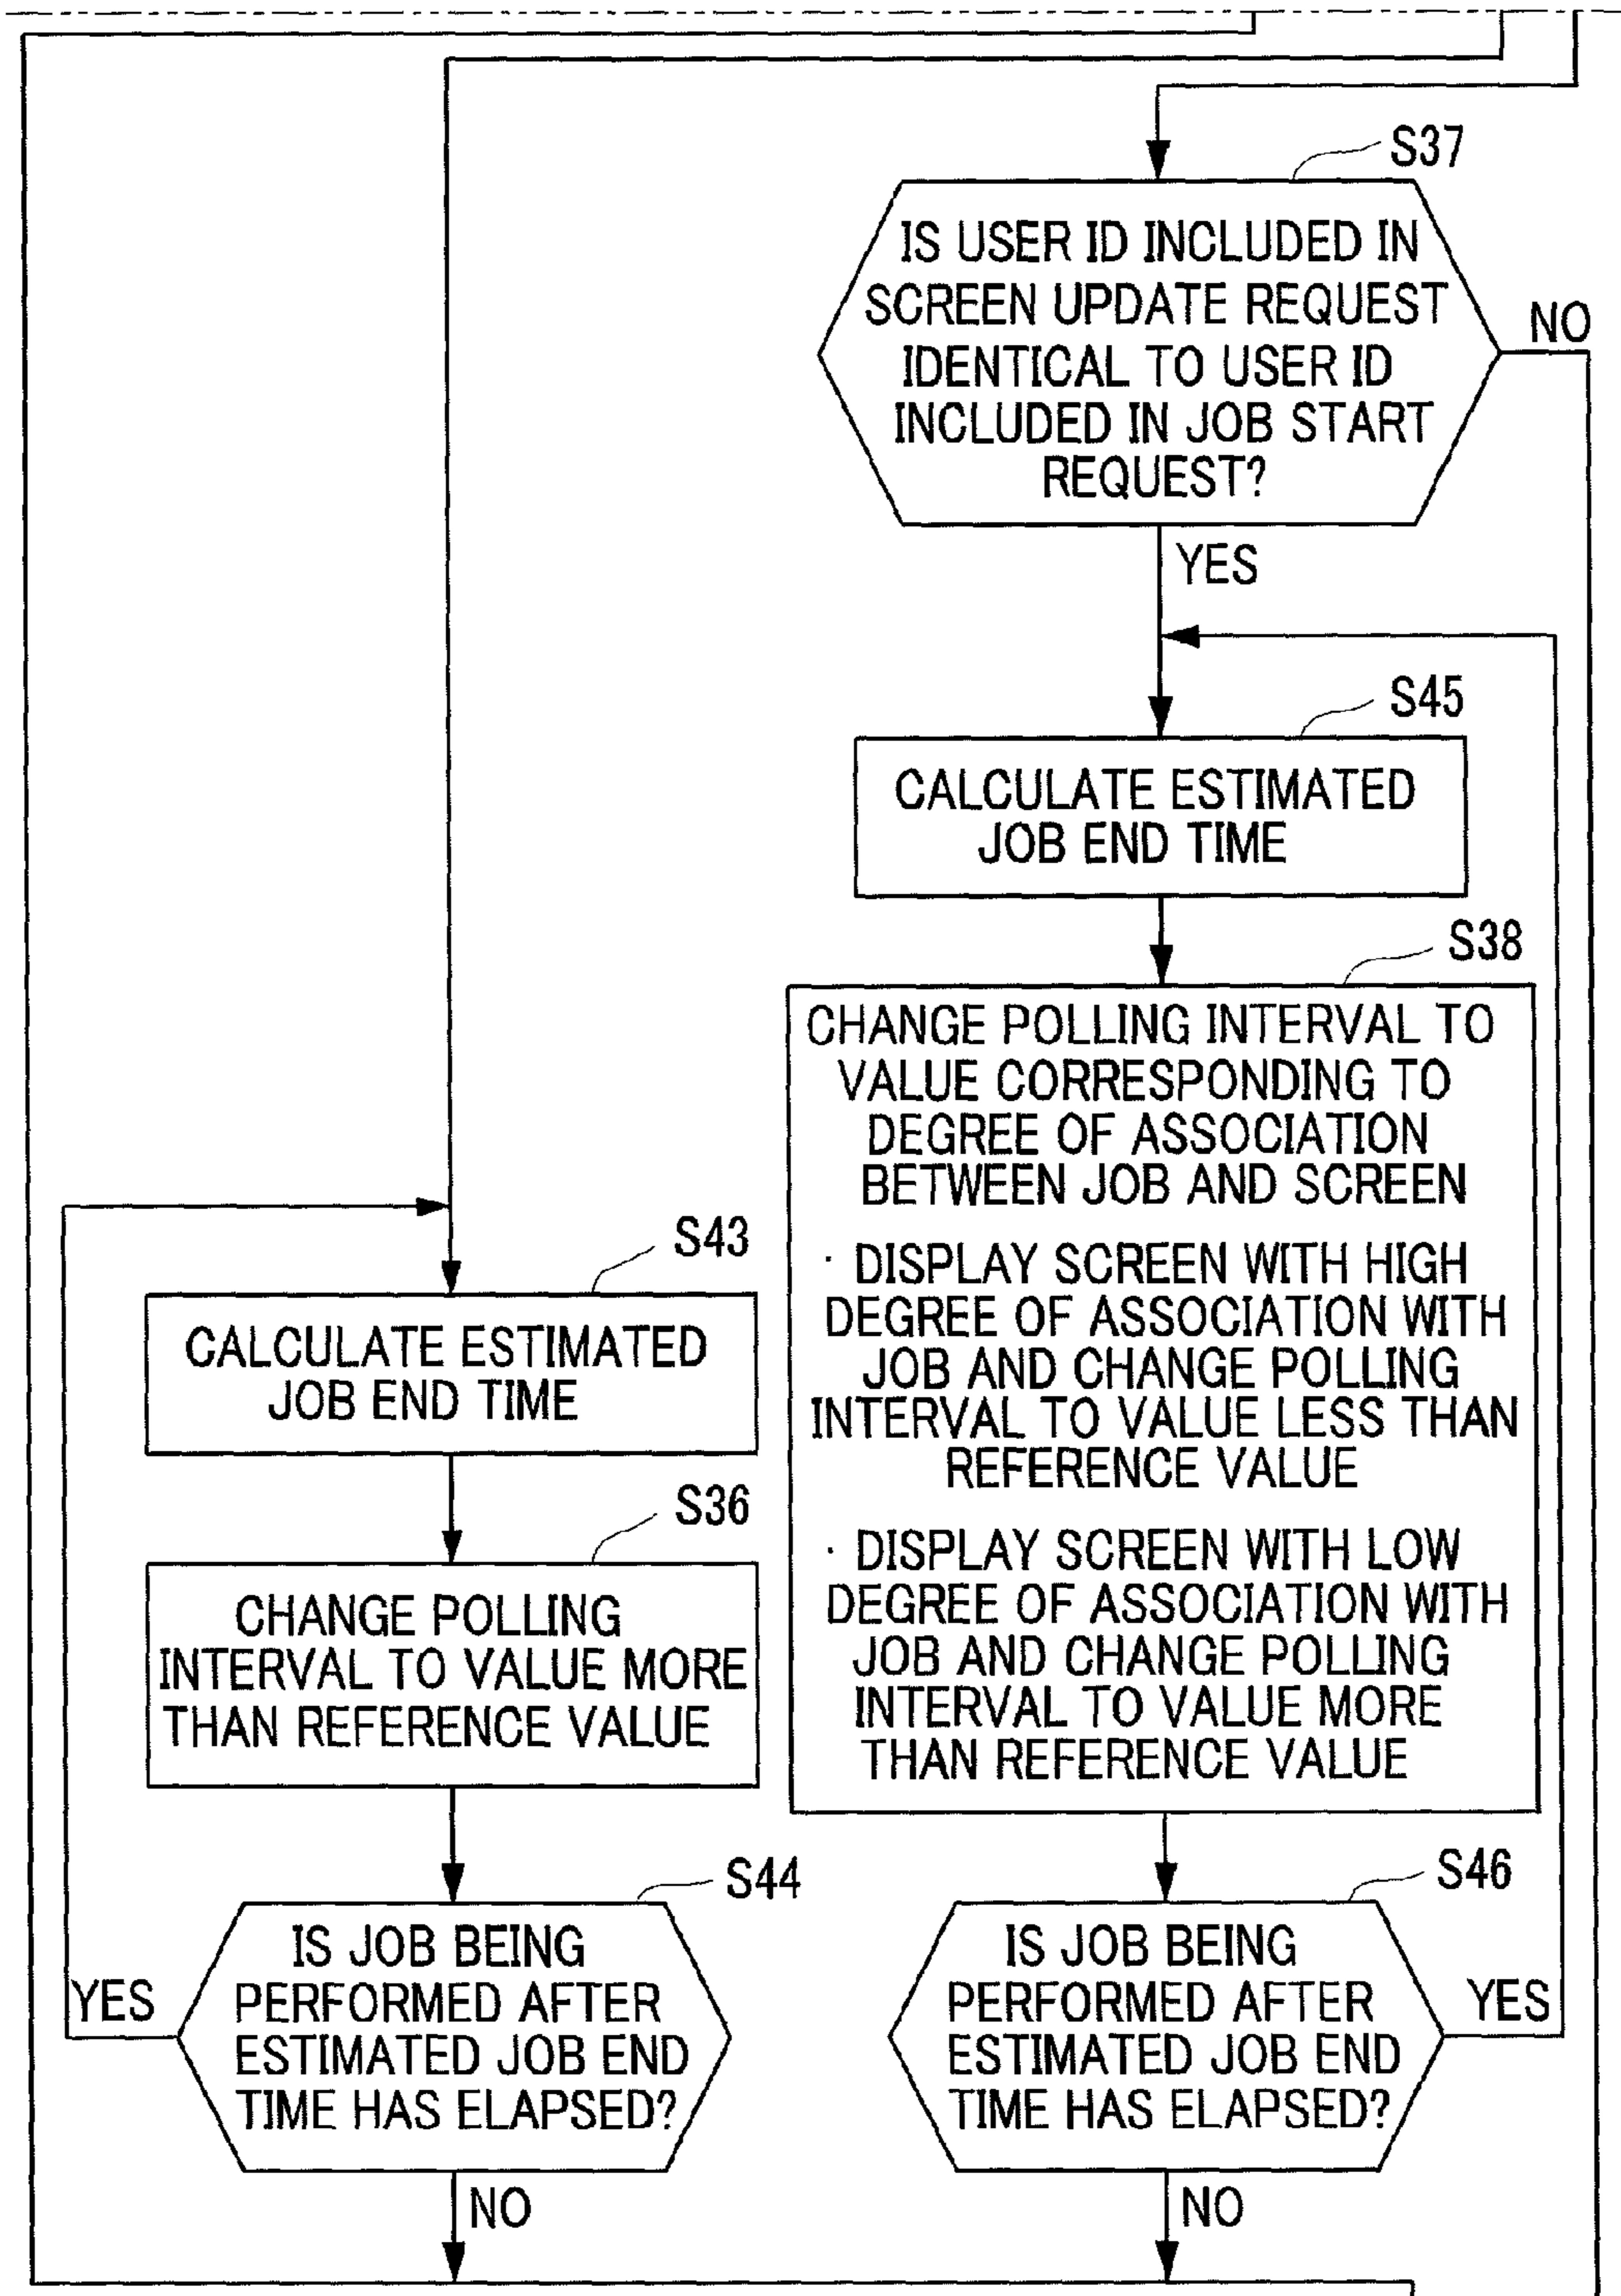 S37
IS USER ID INCLUDED IN
SCREEN UPDATE REQUEST
IDENTICAL TO USER ID
INCLUDED IN JOB START
REQUEST?
NO
YES
S45
CALCULATE ESTIMATED
JOB END TIME
S38
CHANGE POLLING INTERVAL TO
VALUE CORRESPONDING TO
DEGREE OF ASSOCIATION
BETWEEN JOB AND SCREEN
· DISPLAY SCREEN WITH HIGH
DEGREE OF ASSOCIATION WITH
JOB AND CHANGE POLLING
INTERVAL TO VALUE LESS THAN
REFERENCE VALUE
· DISPLAY SCREEN WITH LOW
DEGREE OF ASSOCIATION WITH
JOB AND CHANGE POLLING
INTERVAL TO VALUE MORE
THAN REFERENCE VALUE
S43
CALCULATE ESTIMATED
JOB END TIME
S36
CHANGE POLLING
INTERVAL TO VALUE MORE
THAN REFERENCE VALUE
S44
IS JOB BEING
PERFORMED AFTER
ESTIMATED JOB END
TIME HAS ELAPSED?
YES
NO
S46
IS JOB BEING
PERFORMED AFTER
ESTIMATED JOB END
TIME HAS ELAPSED?
YES
NO